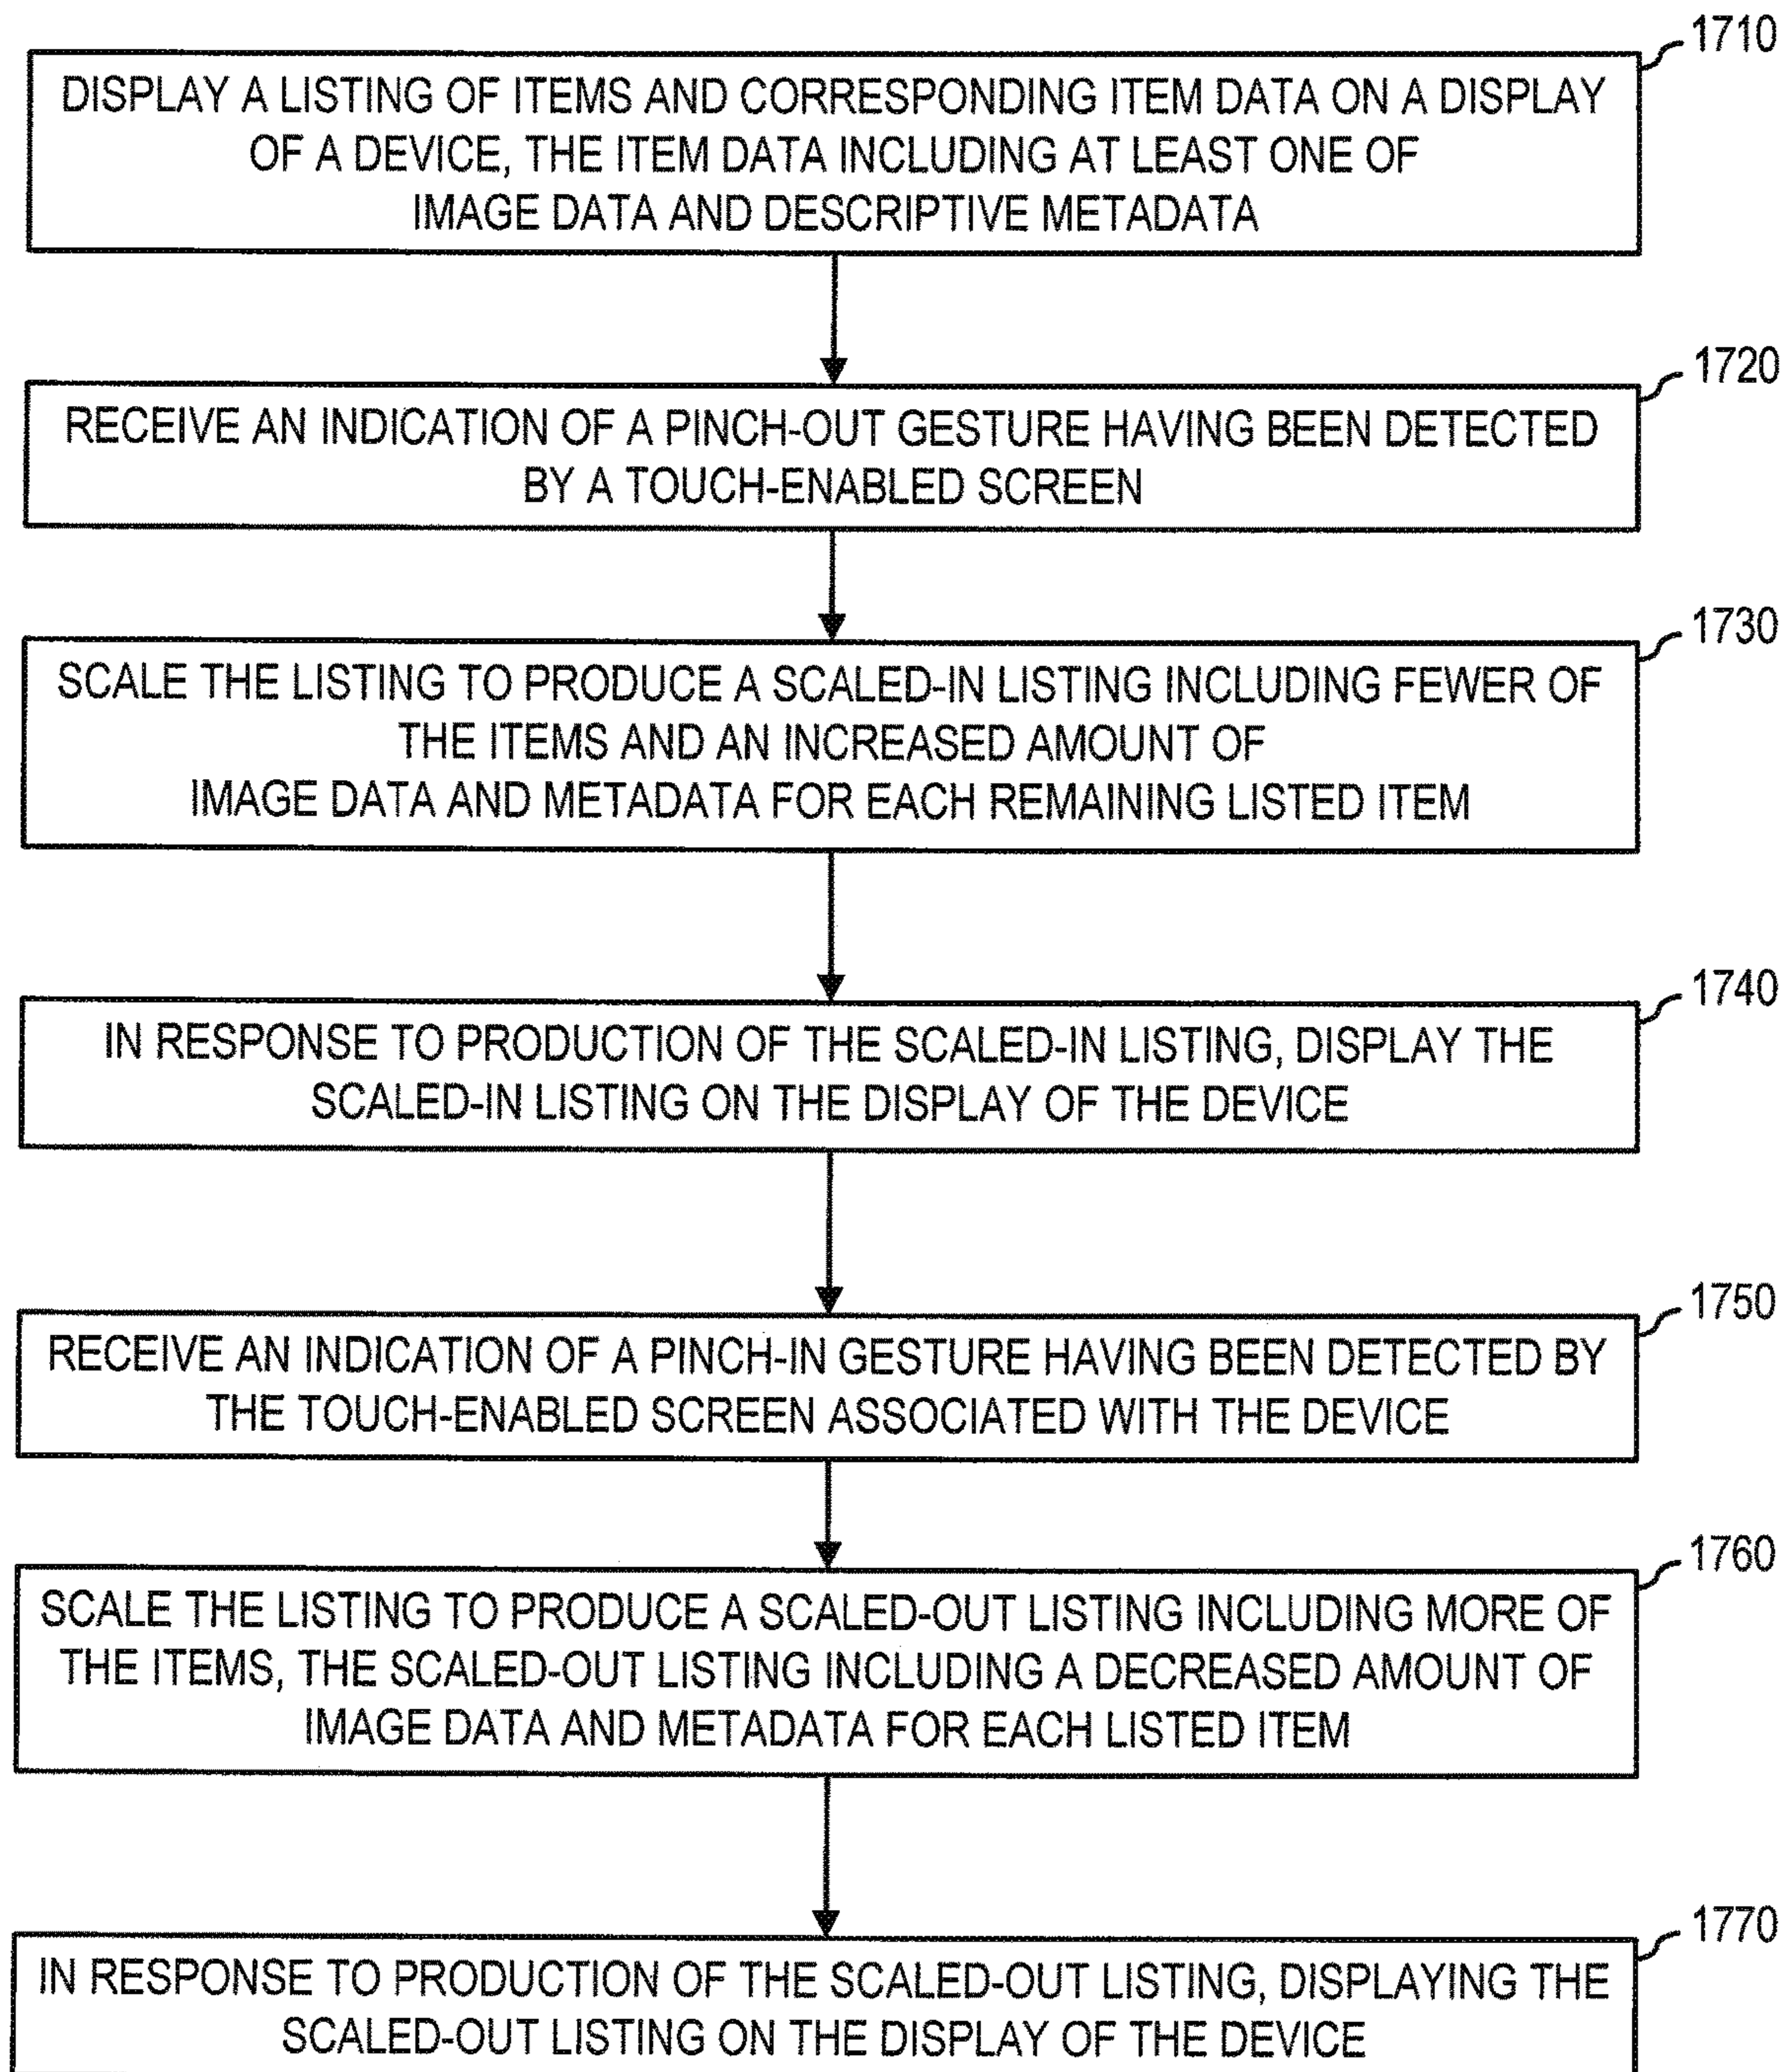 1710
DISPLAY A LISTING OF ITEMS AND CORRESPONDING ITEM DATA ON A DISPLAY
OF A DEVICE, THE ITEM DATA INCLUDING AT LEAST ONE OF
IMAGE DATA AND DESCRIPTIVE METADATA
1720
RECEIVE AN INDICATION OF A PINCH-OUT GESTURE HAVING BEEN DETECTED
BY A TOUCH-ENABLED SCREEN
1730
SCALE THE LISTING TO PRODUCE A SCALED-IN LISTING INCLUDING FEWER OF
THE ITEMS AND AN INCREASED AMOUNT OF
IMAGE DATA AND METADATA FOR EACH REMAINING LISTED ITEM
1740
IN RESPONSE TO PRODUCTION OF THE SCALED-IN LISTING, DISPLAY THE
SCALED-IN LISTING ON THE DISPLAY OF THE DEVICE
1750
RECEIVE AN INDICATION OF A PINCH-IN GESTURE HAVING BEEN DETECTED BY
THE TOUCH-ENABLED SCREEN ASSOCIATED WITH THE DEVICE
1760
SCALE THE LISTING TO PRODUCE A SCALED-OUT LISTING INCLUDING MORE OF
THE ITEMS, THE SCALED-OUT LISTING INCLUDING A DECREASED AMOUNT OF
IMAGE DATA AND METADATA FOR EACH LISTED ITEM
1770
IN RESPONSE TO PRODUCTION OF THE SCALED-OUT LISTING, DISPLAYING THE
SCALED-OUT LISTING ON THE DISPLAY OF THE DEVICE